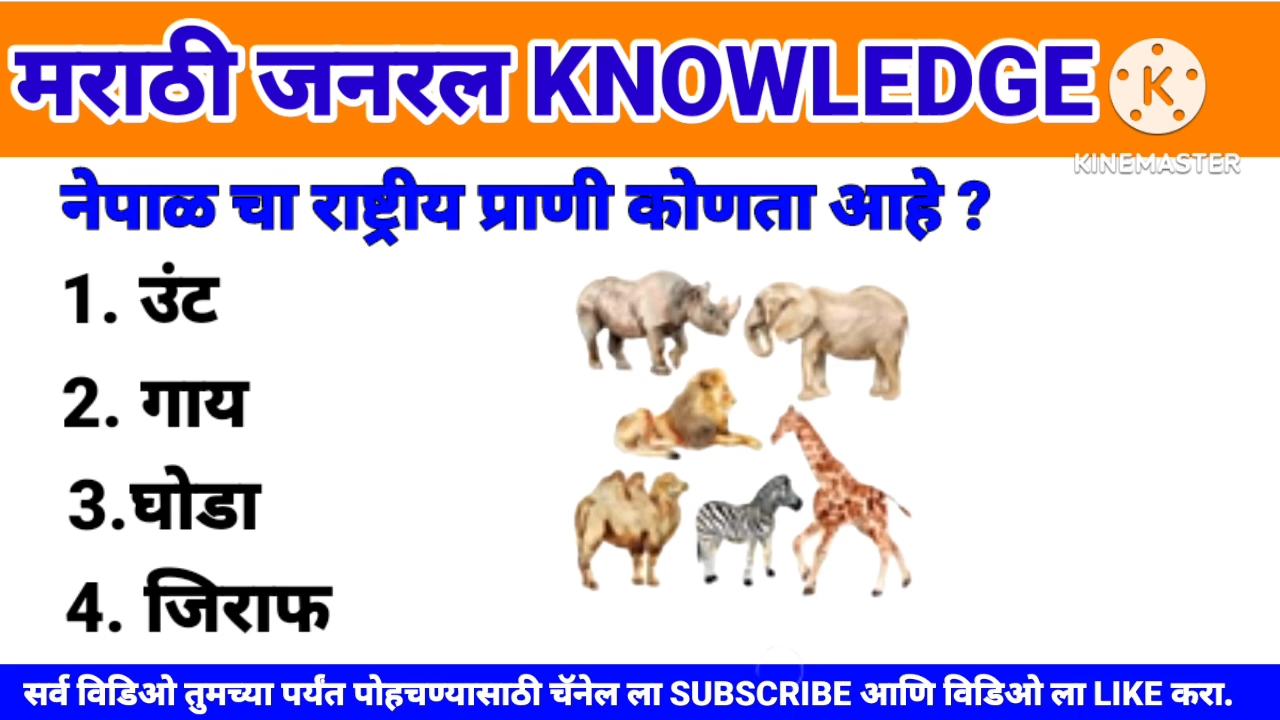 मराठी जनरल KNOWLEDGE
K
KINEMASTER
नेपाळ चा राष्ट्रीय प्राणी कोणता आहे ?
1. उंट
2. गाय
3.घोडा
4. जिराफ
सर्व विडिओ तुमच्या पर्यंत पोहचण्यासाठी चॅनेल ला SUBSCRIBE आणि विडिओ ला LIKE करा.